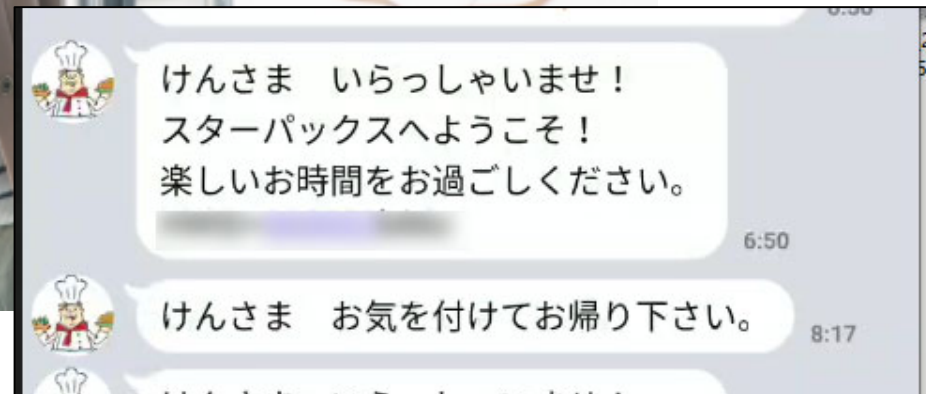 けんさま　いらっしゃいませ！
スターパックスへようこそ！
楽しいお時間をお過ごしください。
6:50
けんさま　お気を付けてお帰り下さい。
8:17